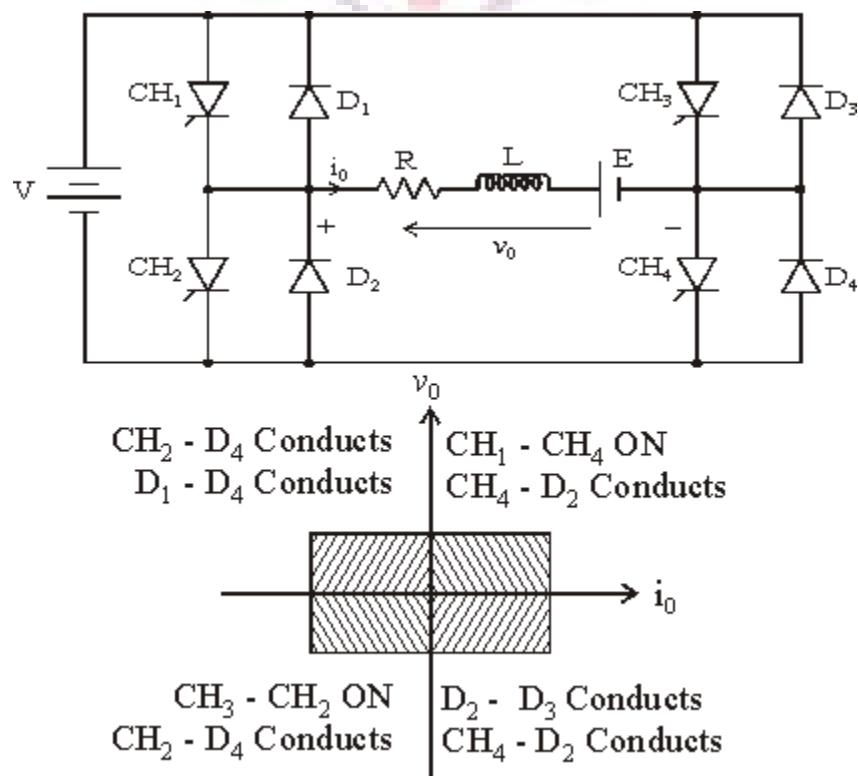 CH₁ D₁ CH₃ D₃
i₀ R L E
V
+ v₀ −
CH₂ D₂ CH₄ D₄
v₀
CH₂ - D₄ Conducts
D₁ - D₄ Conducts
CH₁ - CH₄ ON
CH₄ - D₂ Conducts
i₀
CH₃ - CH₂ ON
CH₂ - D₄ Conducts
D₂ - D₃ Conducts
CH₄ - D₂ Conducts